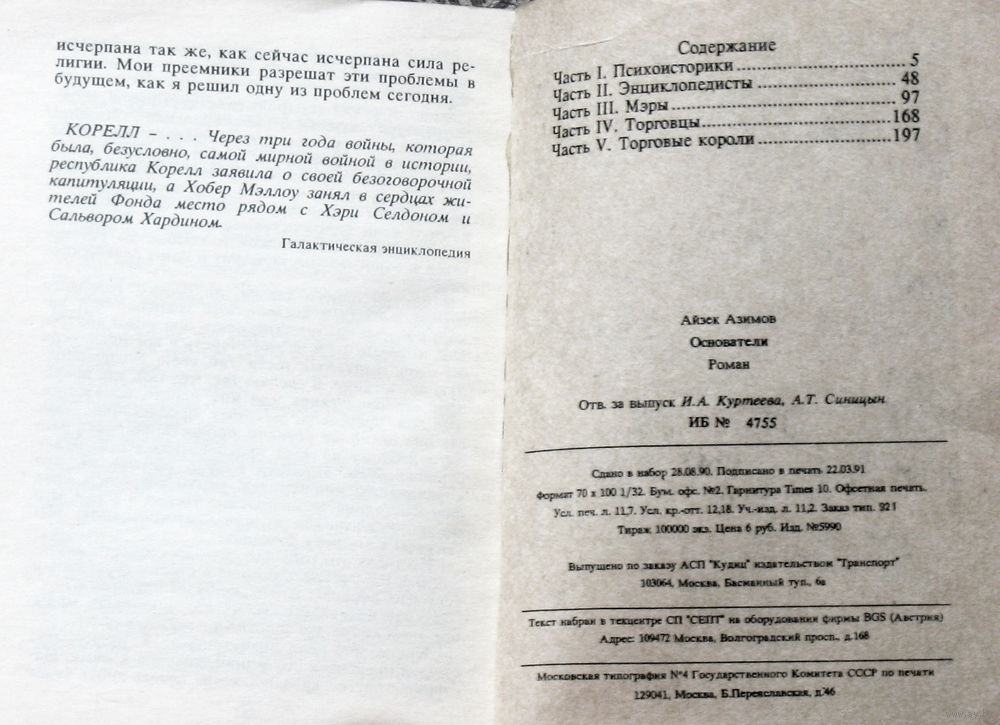 исчерпана так же, как сейчас исчерпана сила ре-
лигии. Мои преемники разрешат эти проблемы в
будущем, как я решил одну из проблем сегодня.
КОРЕЛЛ – . . . Через три года войны, которая
была, безусловно, самой мирной войной в истории,
республика Корелл заявила о своей безоговорочной
капитуляции, а Хобер Мэллоу занял в сердцах жи-
телей Фонда место рядом с Хэри Селдоном и
Сальвором Хардином.
Галактическая энциклопедия
Содержание
Часть I. Психоисторики ........ 5
Часть II. Энциклопедисты ........ 48
Часть III. Мэры ........ 97
Часть IV. Торговцы ........ 168
Часть V. Торговые короли ........ 197
Айзек Азимов
Основатели
Роман
Отв. за выпуск И.А. Куртеева, А.Т. Синицын
ИБ № 4755
Сдано в набор 28.08.90. Подписано в печать 22.03.91
Формат 70 x 100 1/32. Бум. офс. №2. Гарнитура Times 10. Офсетная печать.
Усл. печ. л. 11,7. Усл. кр.-отт. 12,18. Уч.-изд. л. 11,2. Заказ тип. 921
Тираж 100000 экз. Цена 6 руб. Изд. №5990
Выпущено по заказу АСП "Кудиц" издательством "Транспорт"
103064, Москва, Басманный туп., 6а
Текст набран в техцентре СП "СЕПТ" на оборудовании фирмы BGS (Австрия)
Адрес: 109472 Москва, Волгоградский просп., д.168
Московская типография №4 Государственного Комитета СССР по печати
129041, Москва, Б.Переяславская, д.46